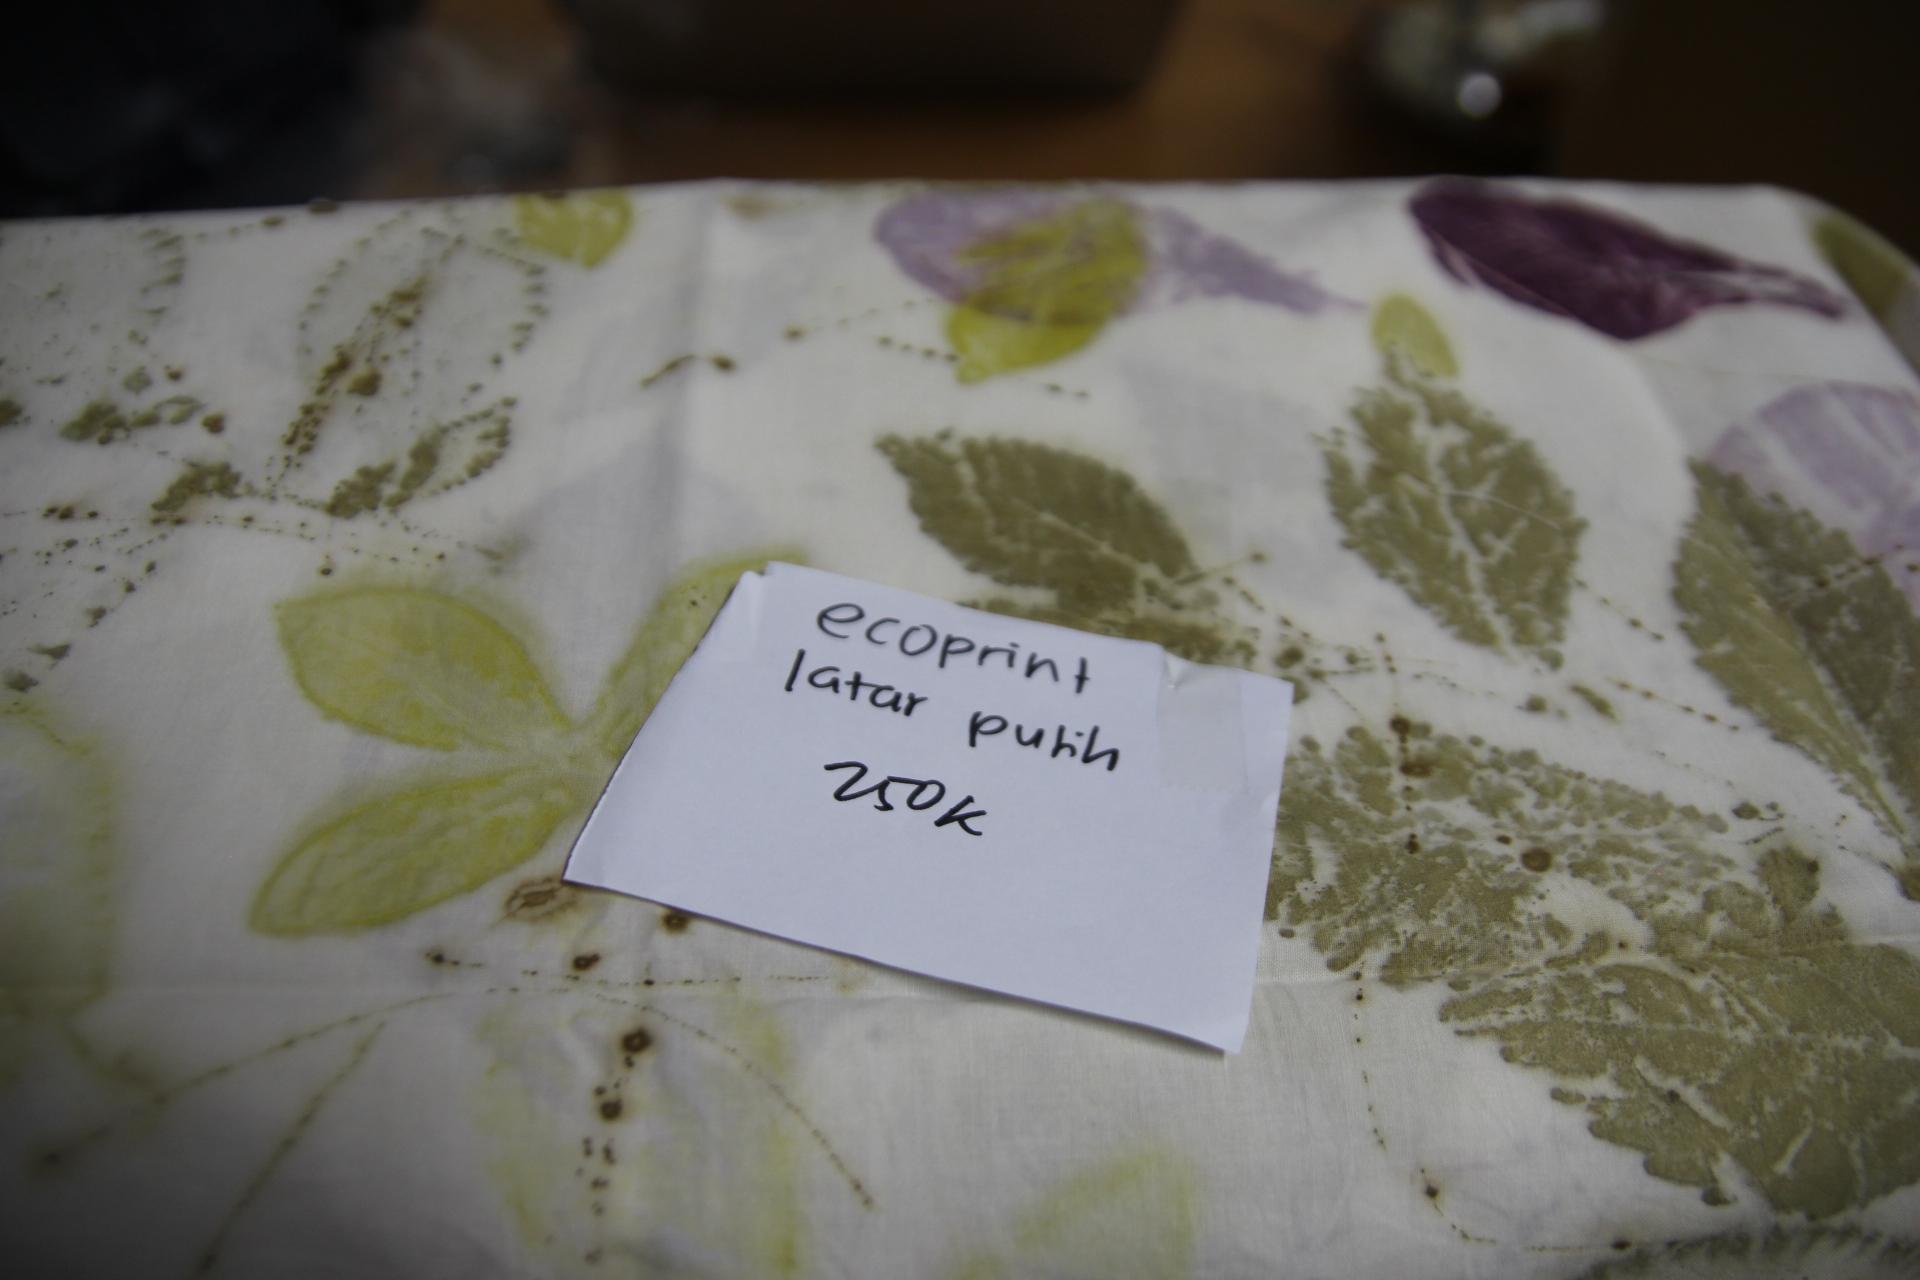 ecoprint
latar putih
250K